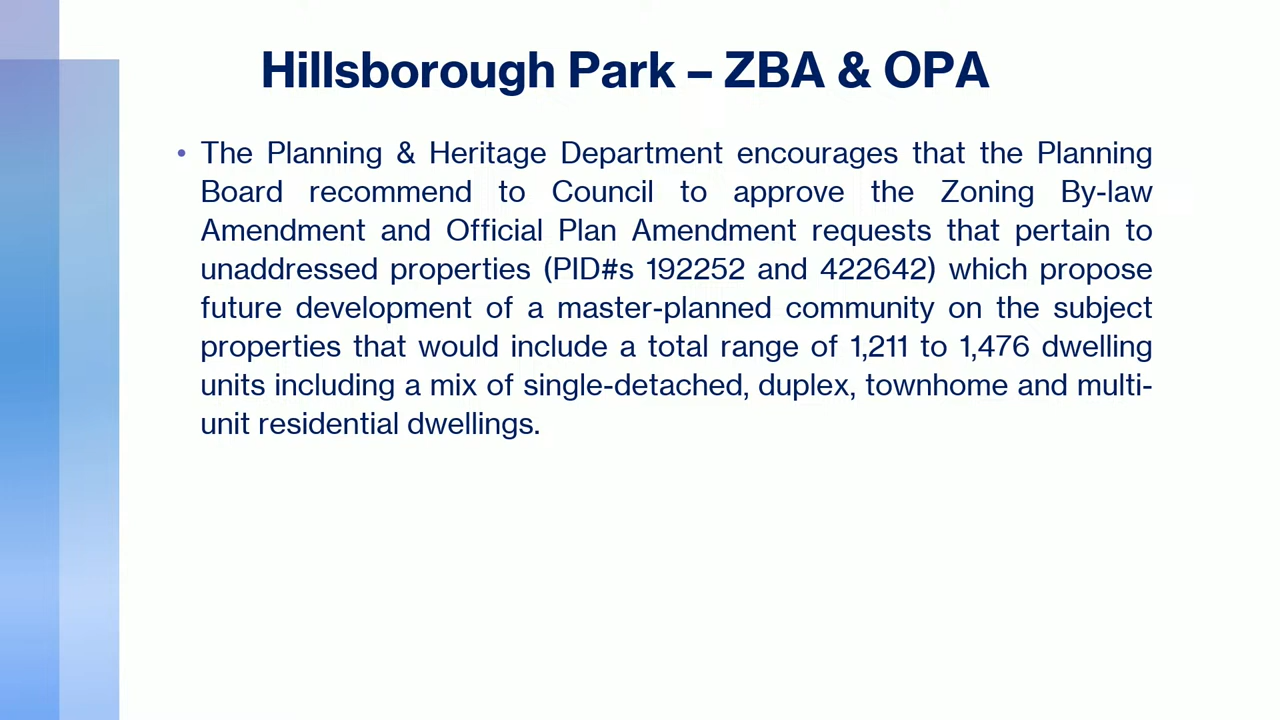 Hillsborough Park – ZBA & OPA
• The Planning & Heritage Department encourages that the Planning
Board recommend to Council to approve the Zoning By-law
Amendment and Official Plan Amendment requests that pertain to
unaddressed properties (PID#s 192252 and 422642) which propose
future development of a master-planned community on the subject
properties that would include a total range of 1,211 to 1,476 dwelling
units including a mix of single-detached, duplex, townhome and multi-
unit residential dwellings.